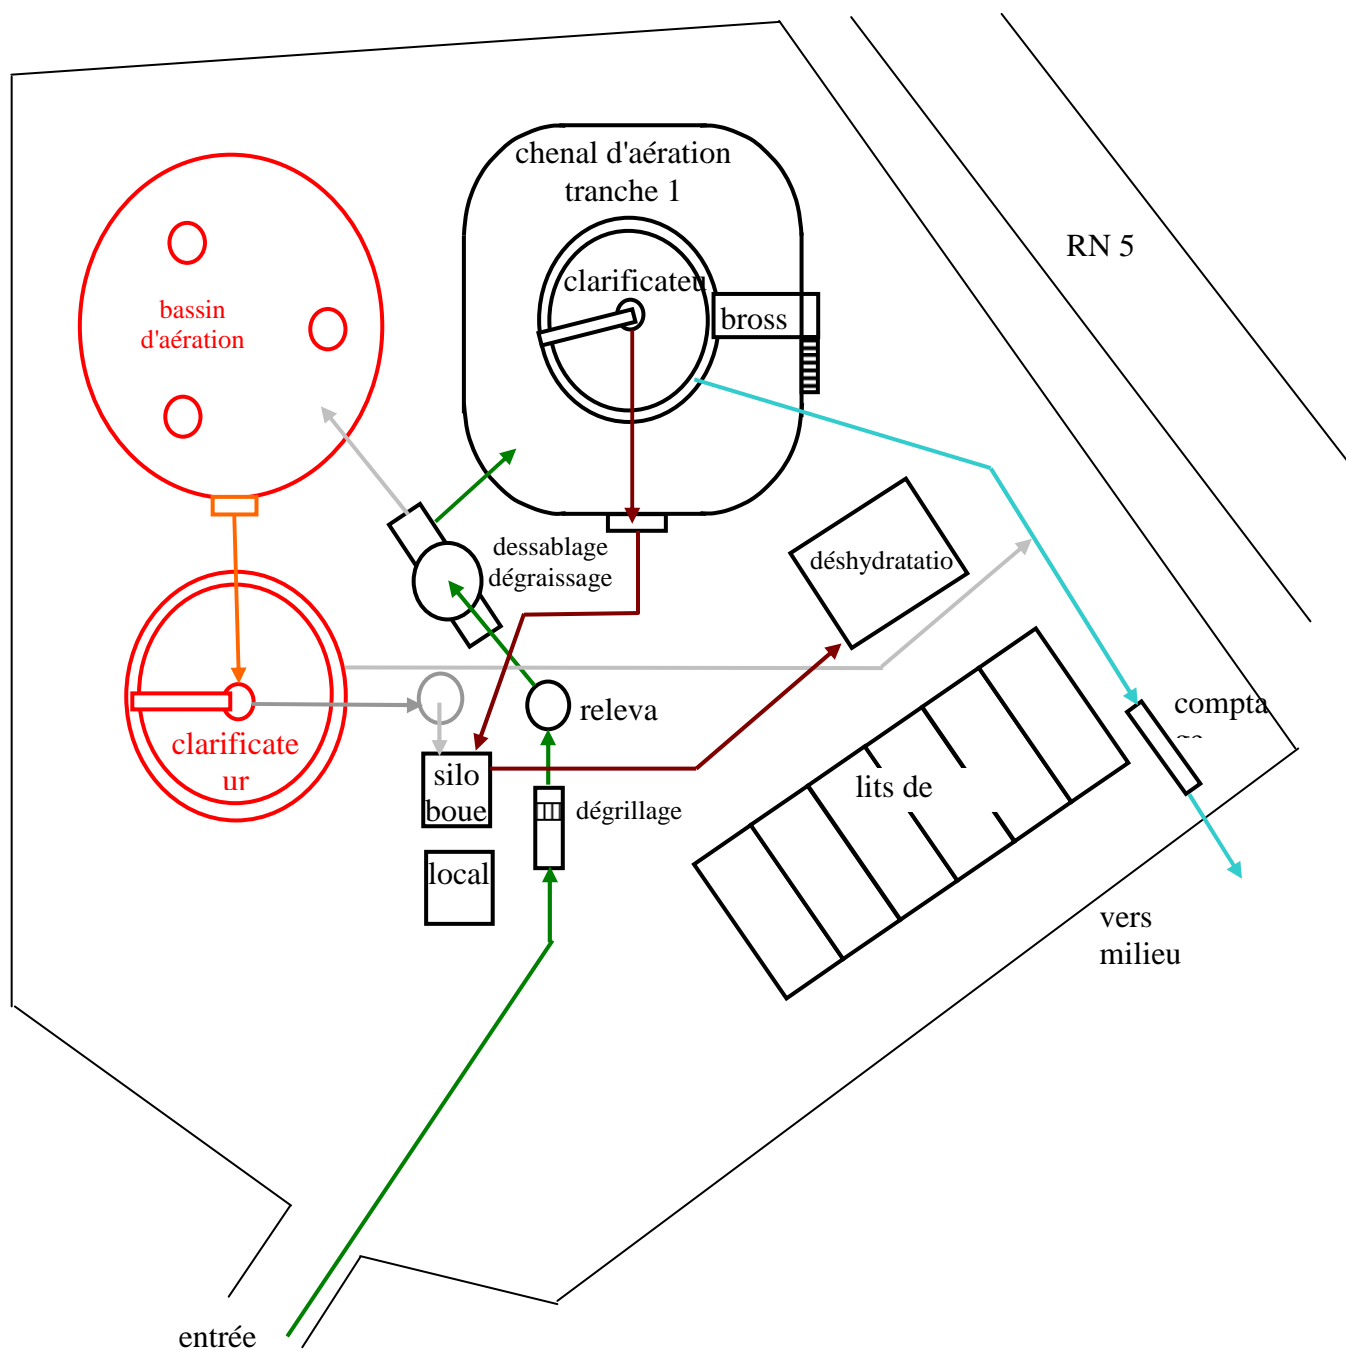 chenal d'aération
tranche 1
RN 5
clarificateu
bassin
d'aération
bross
dessablage
dégraissage
déshydratatio
releva
compta
clarificate
ur
silo
boue
dégrillage
lits de
local
vers
milieu
entrée